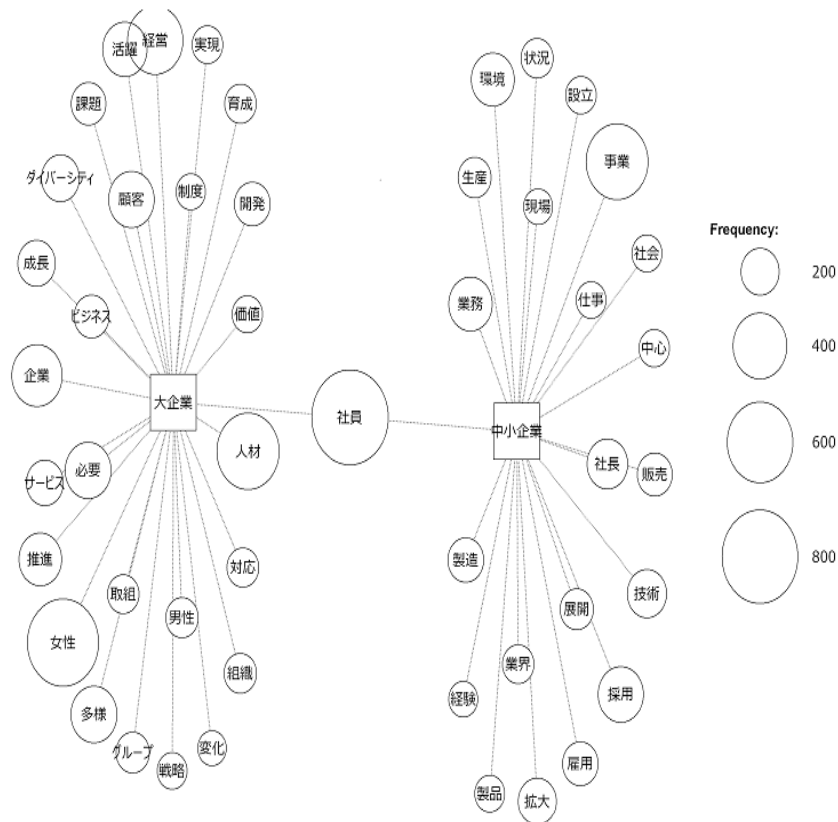 活躍
経営
実現
課題
育成
ダイバーシティ
顧客
制度
開発
成長
ビジネス
価値
企業
大企業
人材
サービス
必要
推進
取組
対応
男性
女性
組織
多様
グループ
戦略
変化
社員
状況
環境
設立
事業
生産
現場
社会
業務
仕事
中心
中小企業
社長
販売
製造
技術
展開
業界
経験
採用
雇用
製品
拡大
Frequency:
200
400
600
800